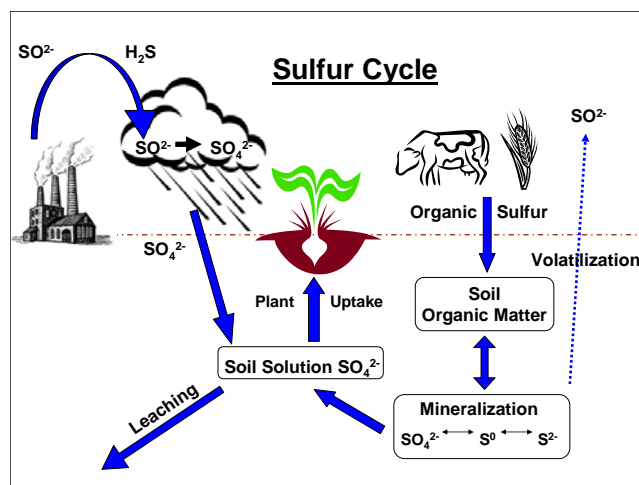 Sulfur Cycle
SO²⁻ H₂S
SO²⁻ SO₄²⁻
SO²⁻
Organic Sulfur
SO₄²⁻
Volatilization
Plant Uptake
Soil
Organic Matter
Soil Solution SO₄²⁻
Leaching
Mineralization
SO₄²⁻ S⁰ S²⁻